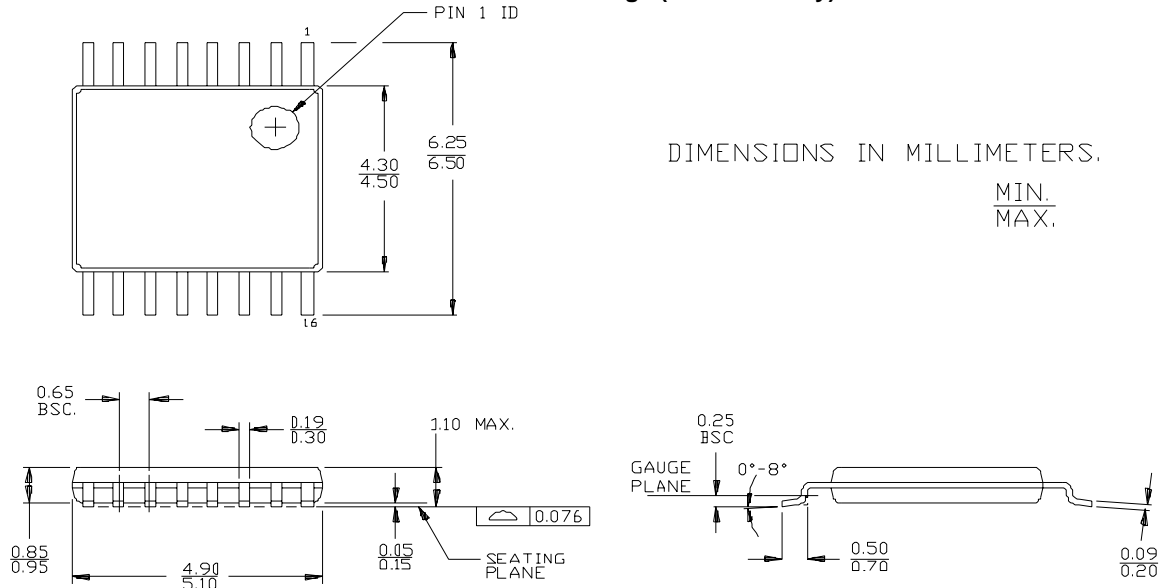 PIN 1 ID
1
6.25
6.50
4.30
4.50
16
DIMENSIONS IN MILLIMETERS.
MIN.
MAX.
0.65
BSC.
0.19
0.30
1.10 MAX.
0.85
0.95
4.90
5.10
0.05
0.15
SEATING
PLANE
0.076
0.25
BSC
GAUGE
PLANE
0°-8°
0.50
0.70
0.09
0.20